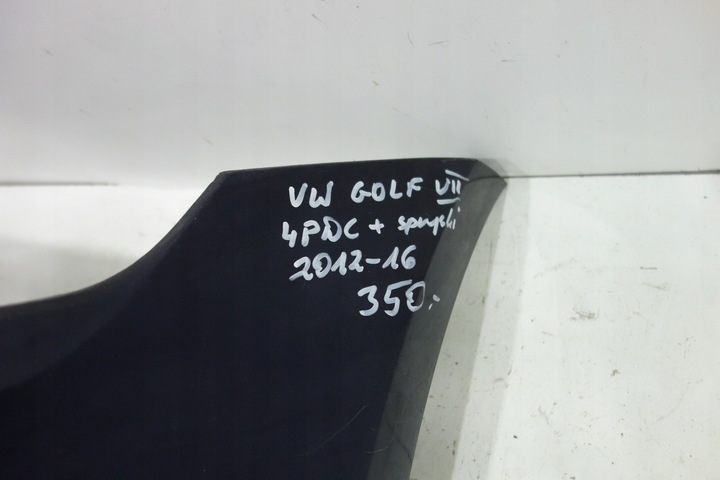 VW GOLF VII
4PDC + spryski
2012-16
350.-